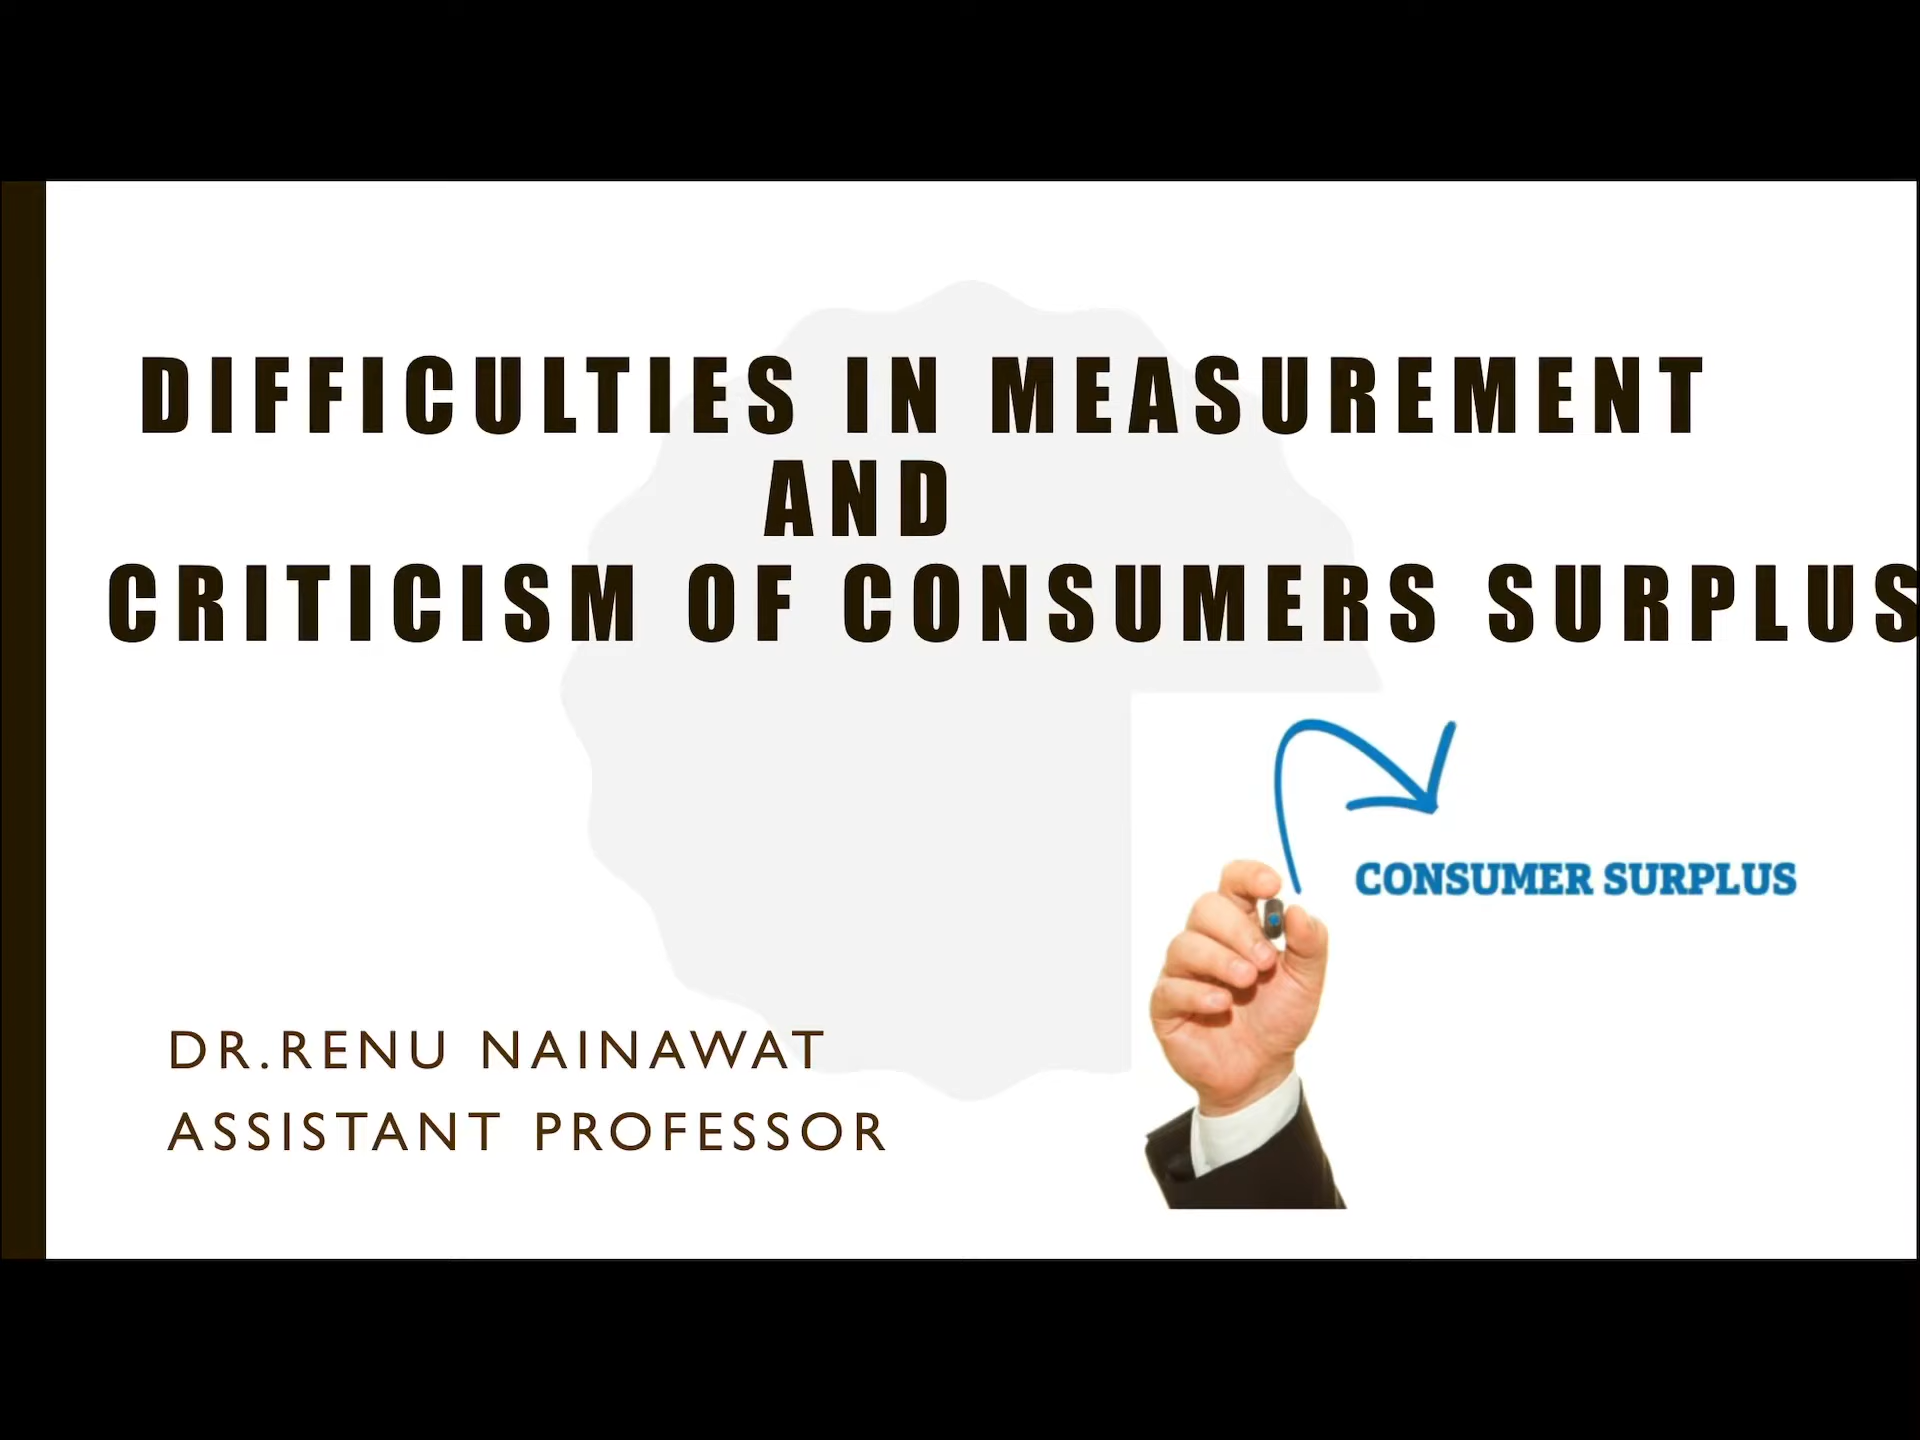 DIFFICULTIES IN MEASUREMENT
AND
CRITICISM OF CONSUMERS SURPLUS
CONSUMER SURPLUS
DR.RENU NAINAWAT
ASSISTANT PROFESSOR